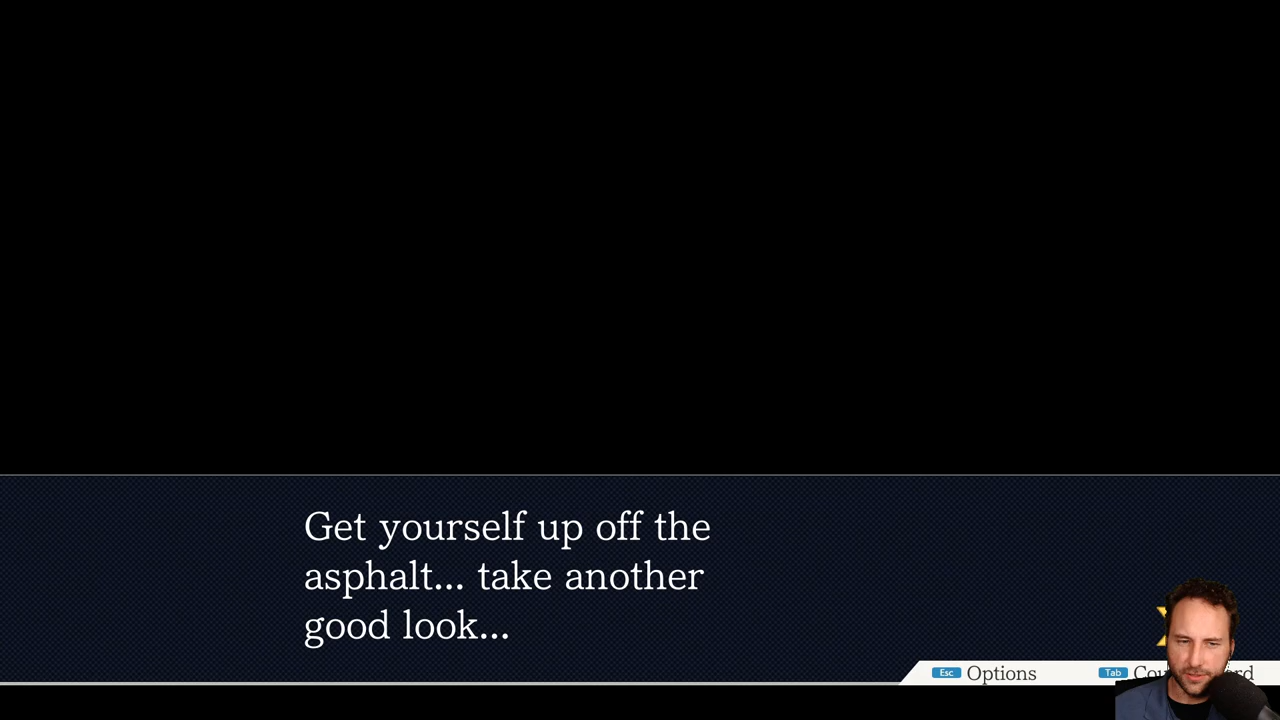 Get yourself up off the
asphalt... take another
good look...
Esc Options
Tab